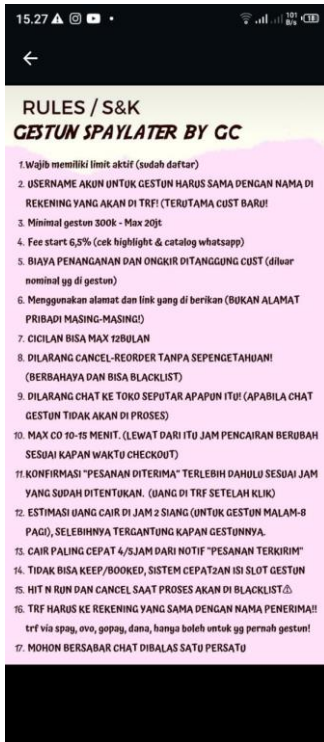 15.27
101 B/s
18
RULES / S&K
GESTUN SPAYLATER BY GC
1. Wajib memiliki limit aktif (sudah daftar)
2. USERNAME AKUN UNTUK GESTUN HARUS SAMA DENGAN NAMA DI
REKENING YANG AKAN DI TRF! (TERUTAMA CUST BARU!
3. Minimal gestun 300k - Max 20jt
4. Fee start 6,5% (cek highlight & catalog whatsapp)
5. BIAYA PENANGANAN DAN ONGKIR DITANGGUNG CUST (diluar
nominal yg di gestun)
6. Menggunakan alamat dan link yang di berikan (BUKAN ALAMAT
PRIBADI MASING-MASING!)
7. CICILAN BISA MAX 12BULAN
8. DILARANG CANCEL-REORDER TANPA SEPENGETAHUAN!
(BERBAHAYA DAN BISA BLACKLIST)
9. DILARANG CHAT KE TOKO SEPUTAR APAPUN ITU! (APABILA CHAT
GESTUN TIDAK AKAN DI PROSES)
10. MAX CO 10-15 MENIT. (LEWAT DARI ITU JAM PENCAIRAN BERUBAH
SESUAI KAPAN WAKTU CHECKOUT)
11. KONFIRMASI "PESANAN DITERIMA" TERLEBIH DAHULU SESUAI JAM
YANG SUDAH DITENTUKAN. (UANG DI TRF SETELAH KLIK)
12. ESTIMASI UANG CAIR DI JAM 2 SIANG (UNTUK GESTUN MALAM-8
PAGI), SELEBIHNYA TERGANTUNG KAPAN GESTUNNYA.
13. CAIR PALING CEPAT 4/5JAM DARI NOTIF "PESANAN TERKIRIM"
14. TIDAK BISA KEEP/BOOKED, SISTEM CEPAT2AN ISI SLOT GESTUN
15. HIT N RUN DAN CANCEL SAAT PROSES AKAN DI BLACKLIST⚠
16. TRF HARUS KE REKENING YANG SAMA DENGAN NAMA PENERIMA!!
trf via spay, ovo, gopay, dana, hanya boleh untuk yg pernah gestun!
17. MOHON BERSABAR CHAT DIBALAS SATU PERSATU